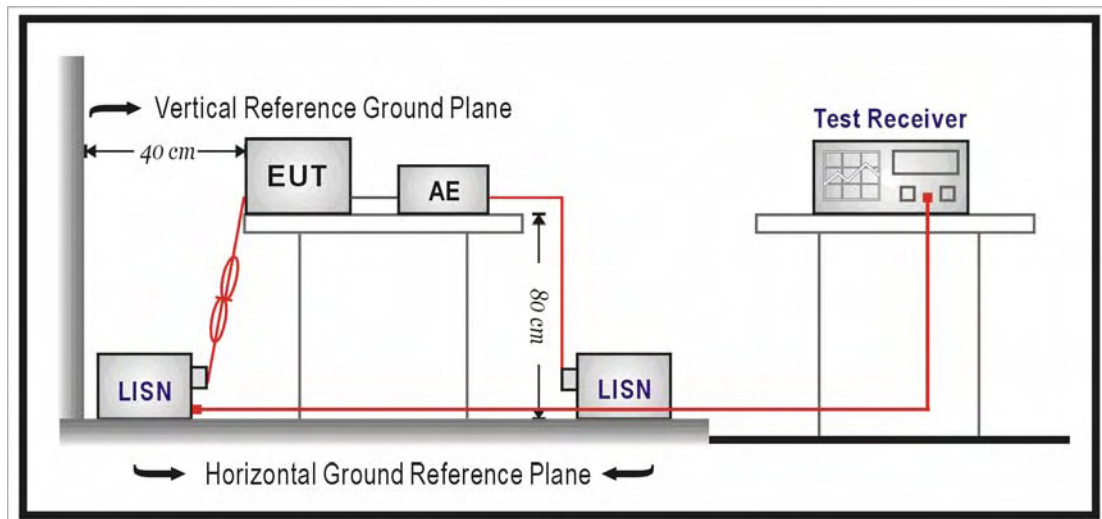 Vertical Reference Ground Plane
40 cm
EUT
AE
Test Receiver
80 cm
LISN
LISN
Horizontal Ground Reference Plane